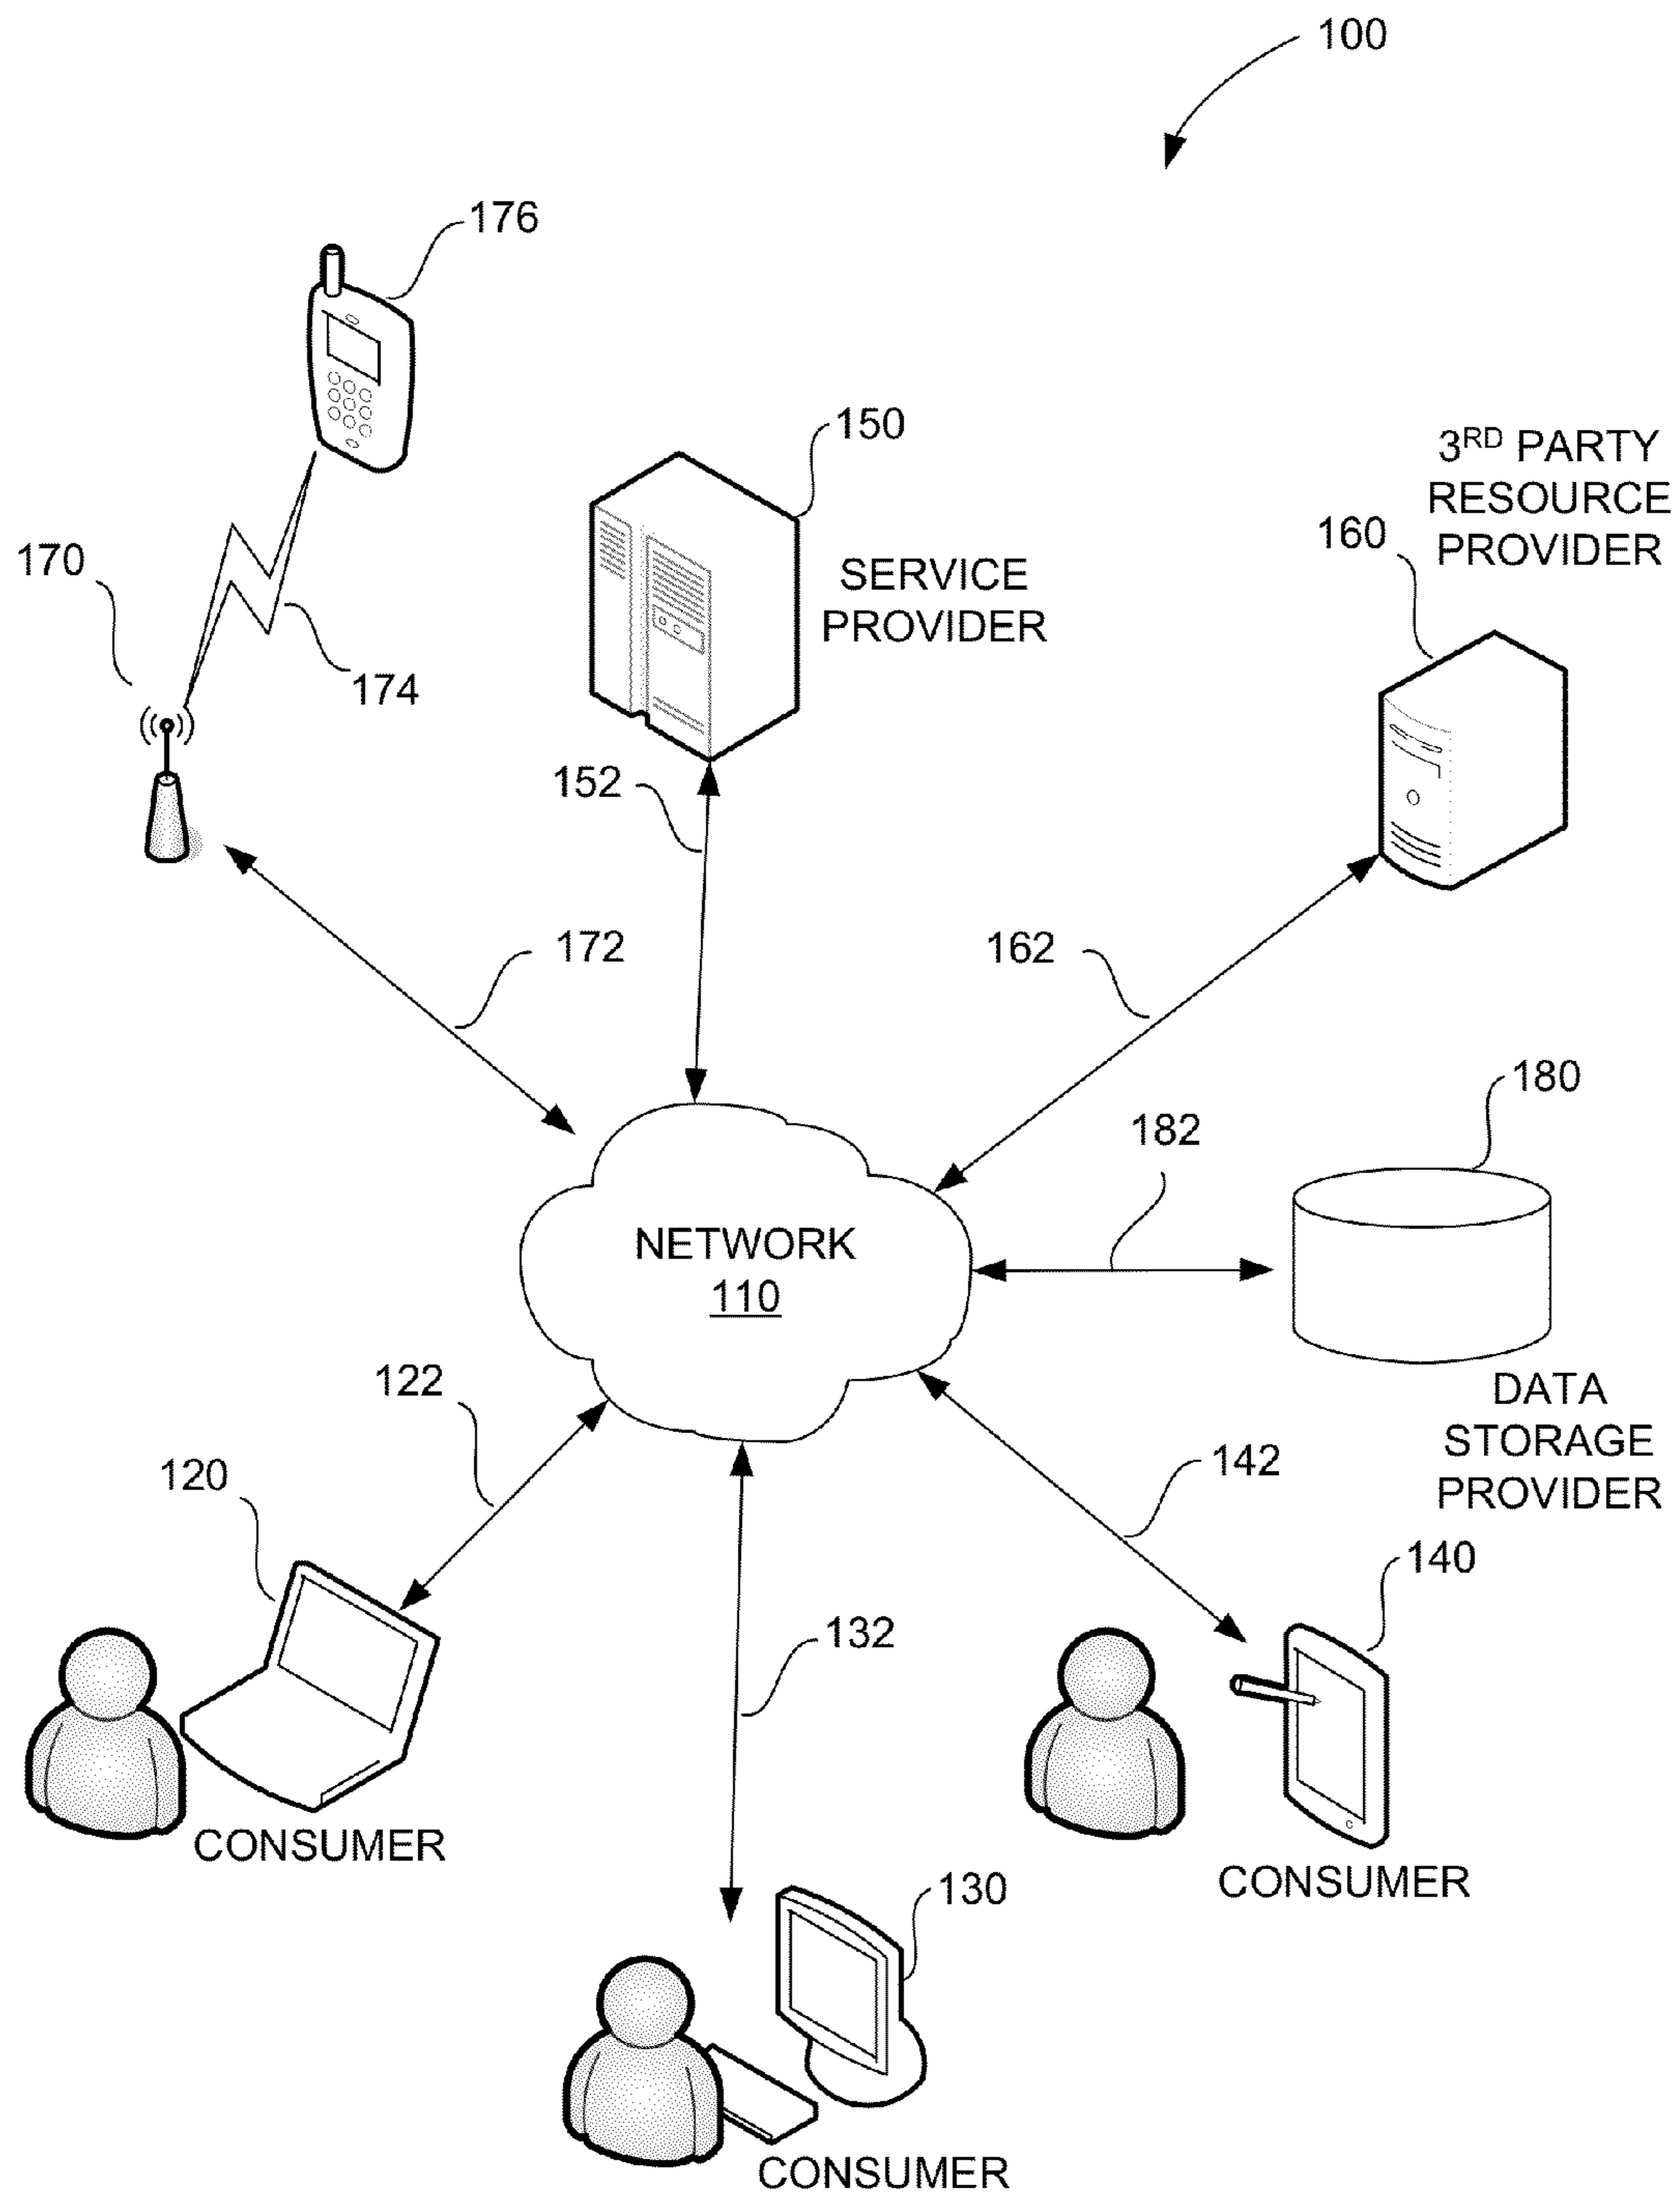 100
176
150
3RD PARTY
RESOURCE
PROVIDER
160
170
SERVICE
PROVIDER
174
152
172
162
180
182
NETWORK
110
122
DATA
STORAGE
PROVIDER
142
120
140
132
CONSUMER
CONSUMER
130
CONSUMER